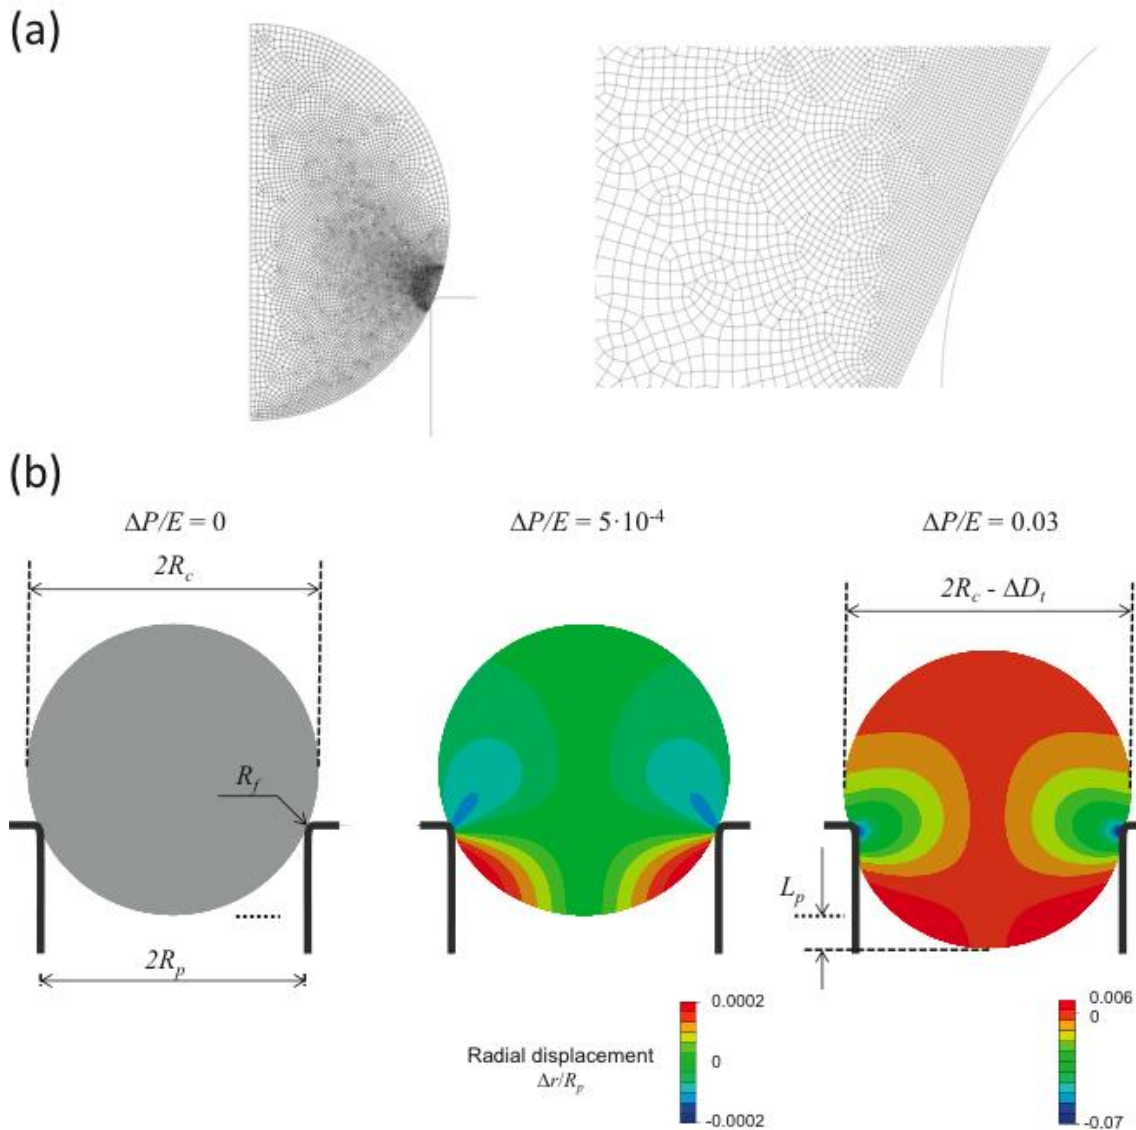 (a)
(b)
ΔP/E = 0
ΔP/E = 5·10⁻⁴
ΔP/E = 0.03
2R_c
2R_c - ΔD_t
R_f
L_p
2R_p
0.0002
0
-0.0002
Radial displacement
Δr/R_p
0.006
0
-0.07